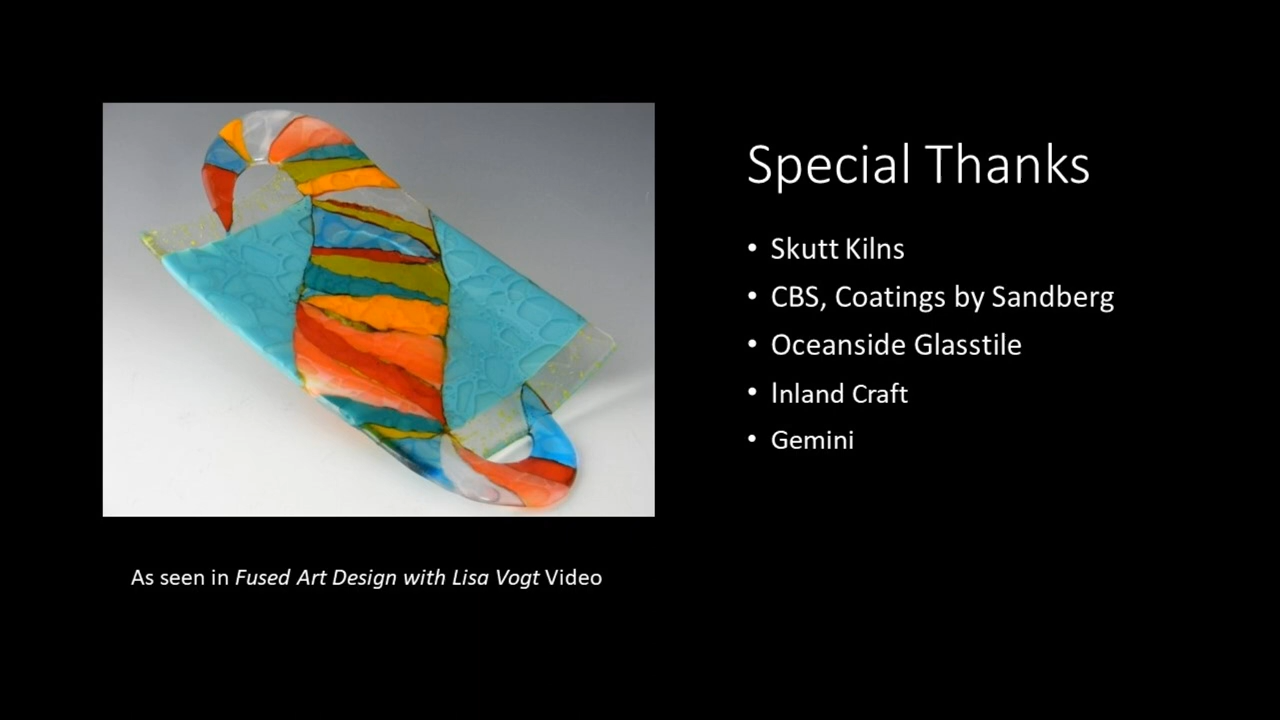 Special Thanks
• Skutt Kilns
• CBS, Coatings by Sandberg
• Oceanside Glasstile
• Inland Craft
• Gemini
As seen in Fused Art Design with Lisa Vogt Video